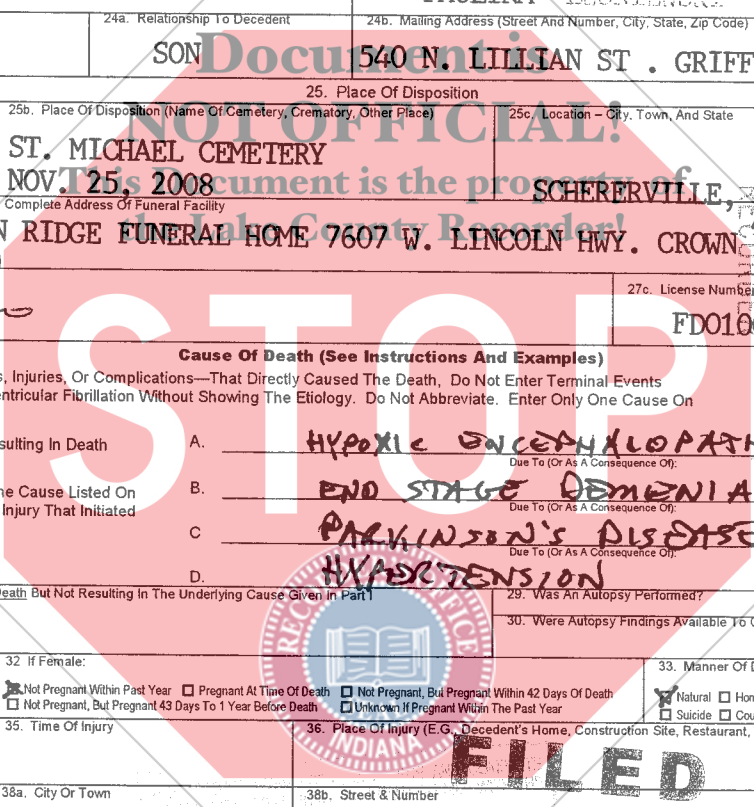 24a. Relationship To Decedent
24b. Mailing Address (Street And Number, City, State, Zip Code)
SON
540 N. LILLIAN ST . GRIFF
Document is
NOT OFFICIAL!
This Document is the property of
the Lake County Recorder!
25. Place Of Disposition
25b. Place Of Disposition (Name Of Cemetery, Crematory, Other Place)
25c. Location – City, Town, And State
ST. MICHAEL CEMETERY
NOV. 25, 2008
SCHERERVILLE,
Complete Address Of Funeral Facility
N RIDGE FUNERAL HOME 7607 W. LINCOLN HWY. CROWN
27c. License Number
FD010
STOP
Cause Of Death (See Instructions And Examples)
s, Injuries, Or Complications—That Directly Caused The Death, Do Not Enter Terminal Events
entricular Fibrillation Without Showing The Etiology. Do Not Abbreviate. Enter Only One Cause On
sulting In Death
A. HYPOXIC ENCEPHALOPATH
Due To (Or As A Consequence Of):
ne Cause Listed On
B. END STAGE DEMENIA
Due To (Or As A Consequence Of):
Injury That Initiated
C PARKINSON'S DISEASE
Due To (Or As A Consequence Of):
D. HYPERTENSION
Death But Not Resulting In The Underlying Cause Given In Part 1
29. Was An Autopsy Performed?
30. Were Autopsy Findings Available To
INDIANA
32 If Female:
33. Manner Of D
Not Pregnant Within Past Year Pregnant At Time Of Death Not Pregnant, But Pregnant Within 42 Days Of Death
Natural Hom
Not Pregnant, But Pregnant 43 Days To 1 Year Before Death Unknown If Pregnant Within The Past Year
Suicide Cou
35. Time Of Injury
36. Place Of Injury (E.G., Decedent's Home, Construction Site, Restaurant,
FILED
38a. City Or Town
38b. Street & Number